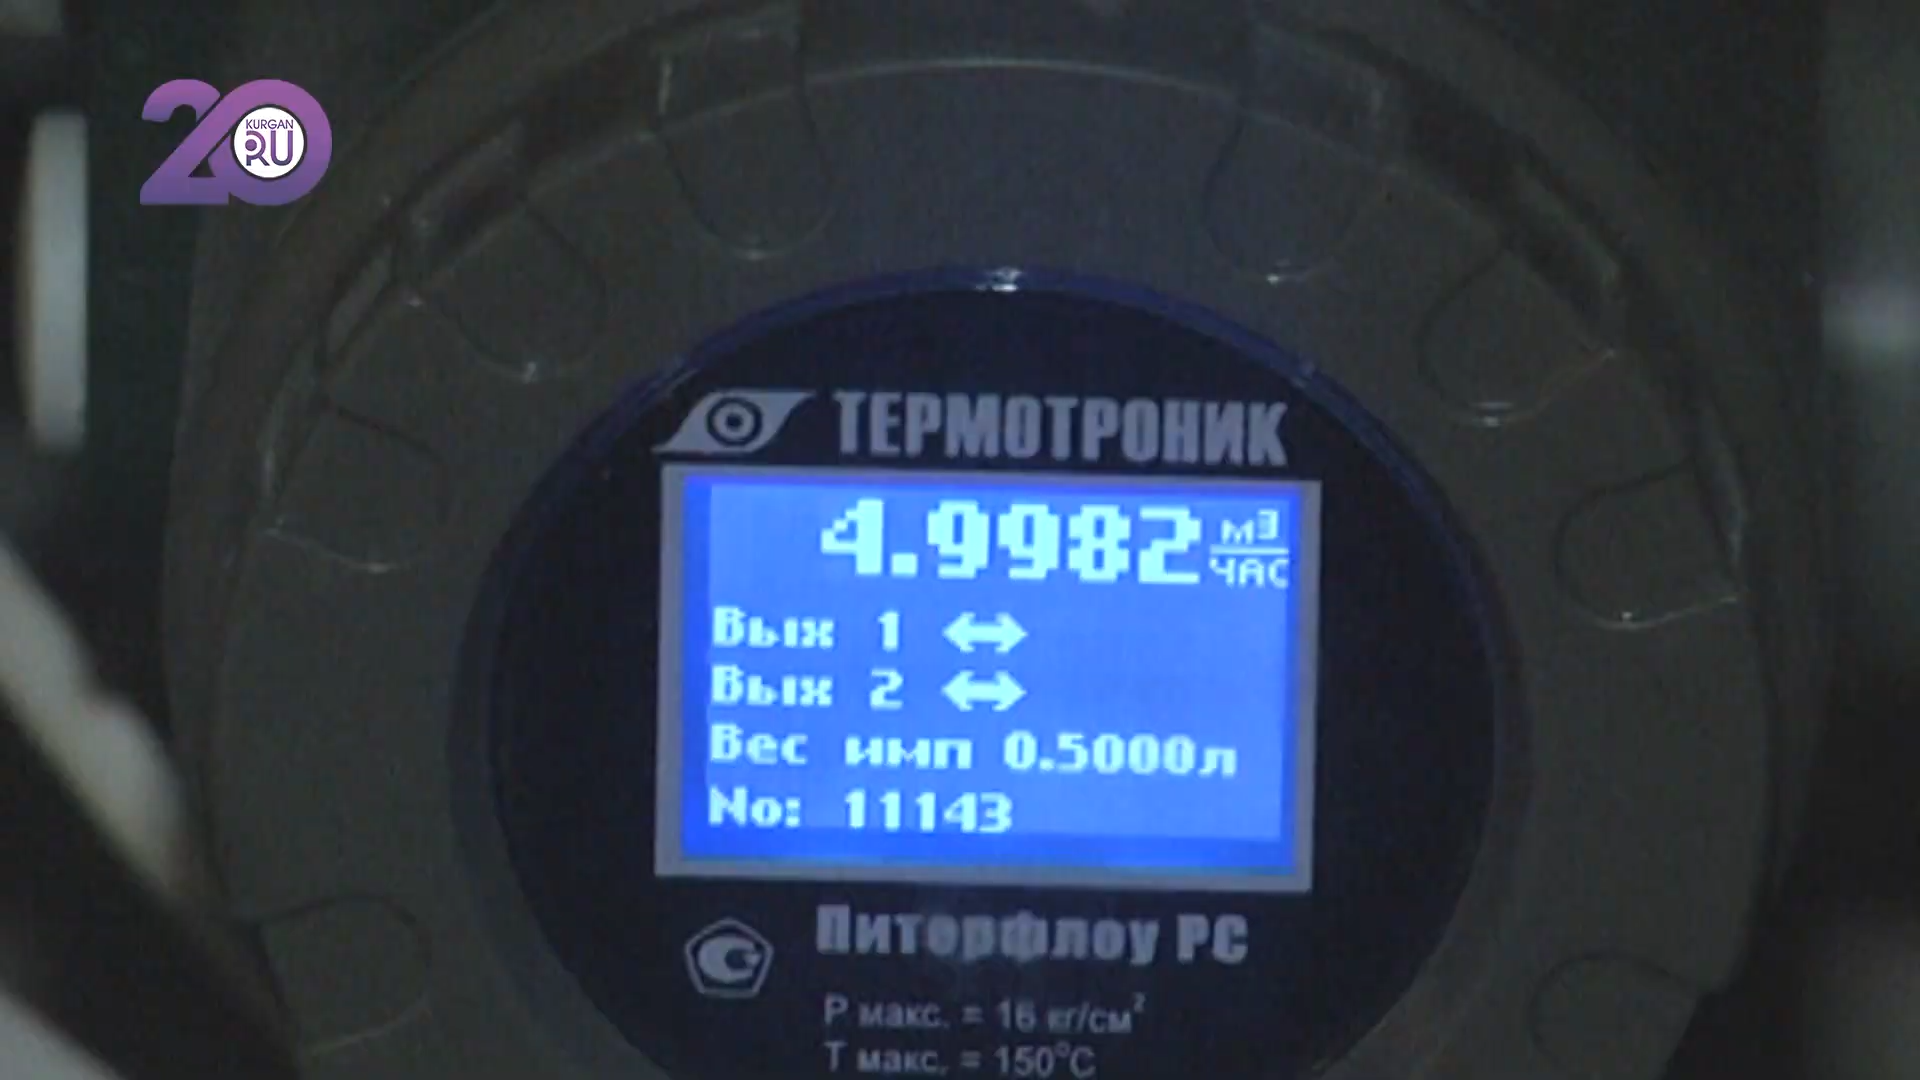 20
KURGAN
RU
ТЕРМОТРОНИК
4.9982 м3/ЧАС
Вых 1 ⇔
Вых 2 ⇔
Вес имп 0.5000л
No: 11143
Питерфлоу РС
P макс. = 16 кг/см²
T макс. = 150°C